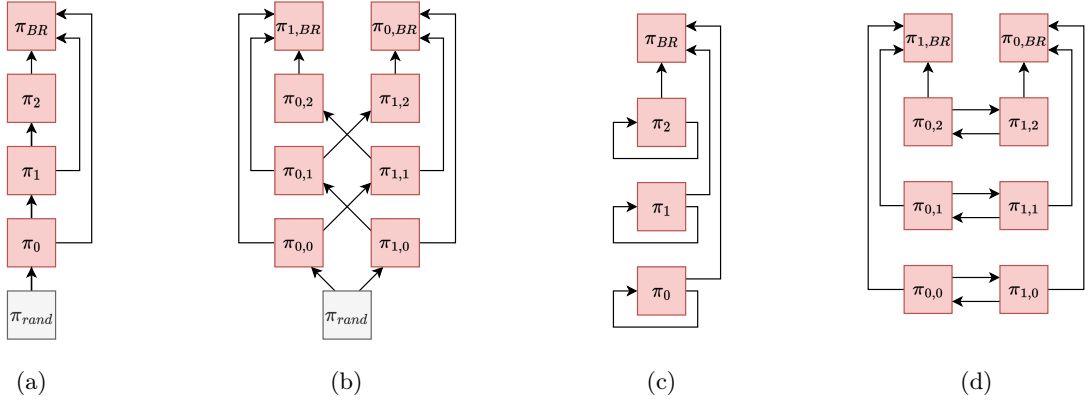 π_BR
π_2
π_1
π_0
π_rand
(a)
π_1,BR π_0,BR
π_0,2 π_1,2
π_0,1 π_1,1
π_0,0 π_1,0
π_rand
(b)
π_BR
π_2
π_1
π_0
(c)
π_1,BR π_0,BR
π_0,2 π_1,2
π_0,1 π_1,1
π_0,0 π_1,0
(d)